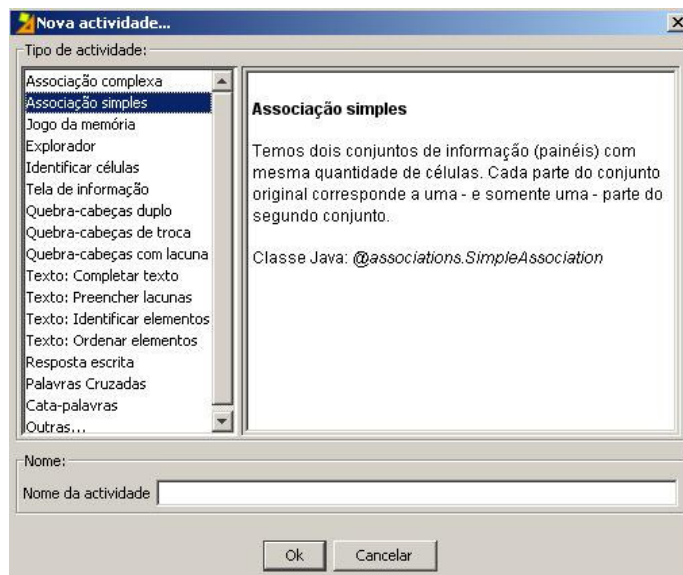 Nova actividade...
Tipo de actividade:
Associação complexa
Associação simples
Jogo da memória
Explorador
Identificar células
Tela de informação
Quebra-cabeças duplo
Quebra-cabeças de troca
Quebra-cabeças com lacuna
Texto: Completar texto
Texto: Preencher lacunas
Texto: Identificar elementos
Texto: Ordenar elementos
Resposta escrita
Palavras Cruzadas
Cata-palavras
Outras...
Associação simples
Temos dois conjuntos de informação (painéis) com
mesma quantidade de células. Cada parte do conjunto
original corresponde a uma - e somente uma - parte do
segundo conjunto.
Classe Java: @associations.SimpleAssociation
Nome:
Nome da actividade
Ok
Cancelar